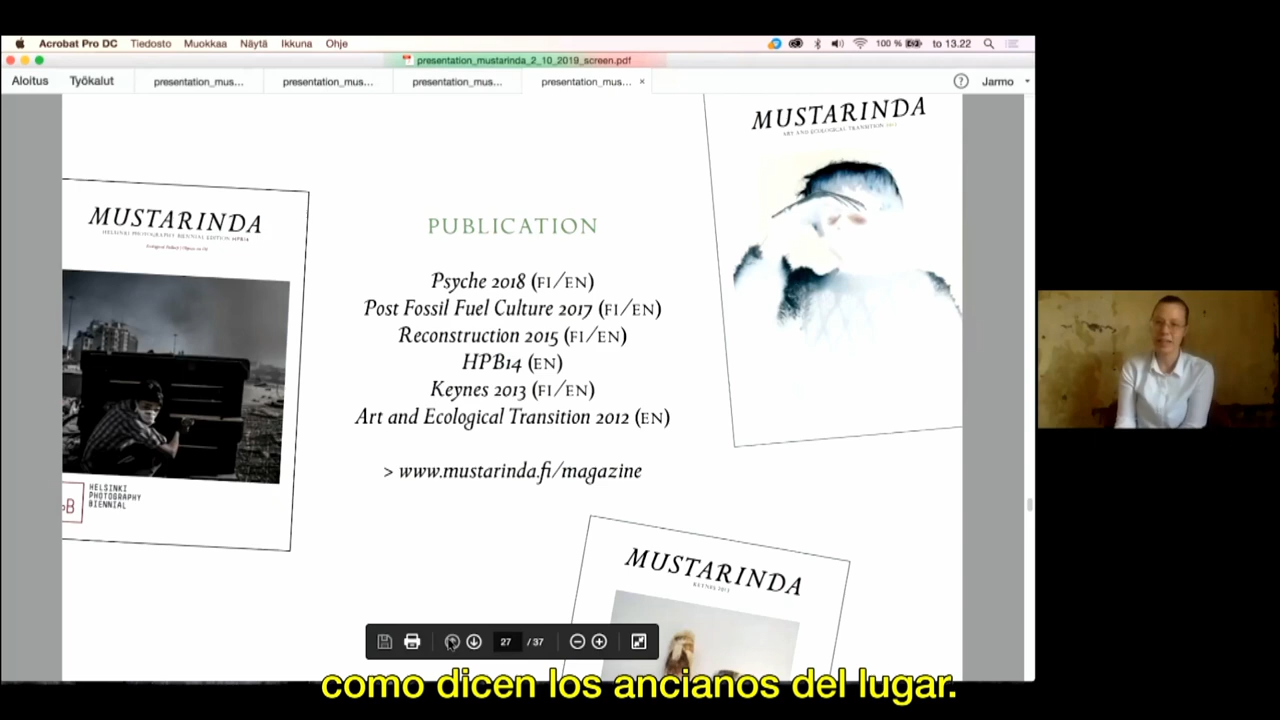 Acrobat Pro DC Tiedosto Muokkaa Näytä Ikkuna Ohje 100 % to 13.22
presentation_mustarinda_2_10_2019_screen.pdf
Aloitus Työkalut presentation_mus... presentation_mus... presentation_mus... presentation_mus... × ? Jarmo
MUSTARINDA
ART AND ECOLOGICAL TRANSITION 2012
MUSTARINDA
HELSINKI PHOTOGRAPHY BIENNIAL EDITION HPB14
HELSINKI
PHOTOGRAPHY
BIENNIAL
PUBLICATION
Psyche 2018 (FI/EN)
Post Fossil Fuel Culture 2017 (FI/EN)
Reconstruction 2015 (FI/EN)
HPB14 (EN)
Keynes 2013 (FI/EN)
Art and Ecological Transition 2012 (EN)
> www.mustarinda.fi/magazine
MUSTARINDA
KEYNES 2013
27 / 37
como dicen los ancianos del lugar.